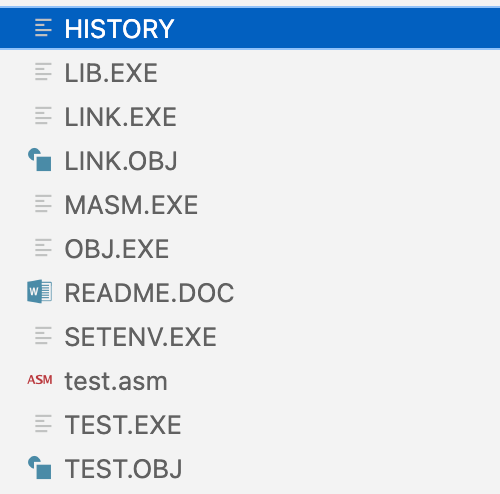 HISTORY
LIB.EXE
LINK.EXE
LINK.OBJ
MASM.EXE
OBJ.EXE
W README.DOC
SETENV.EXE
ASM test.asm
TEST.EXE
TEST.OBJ